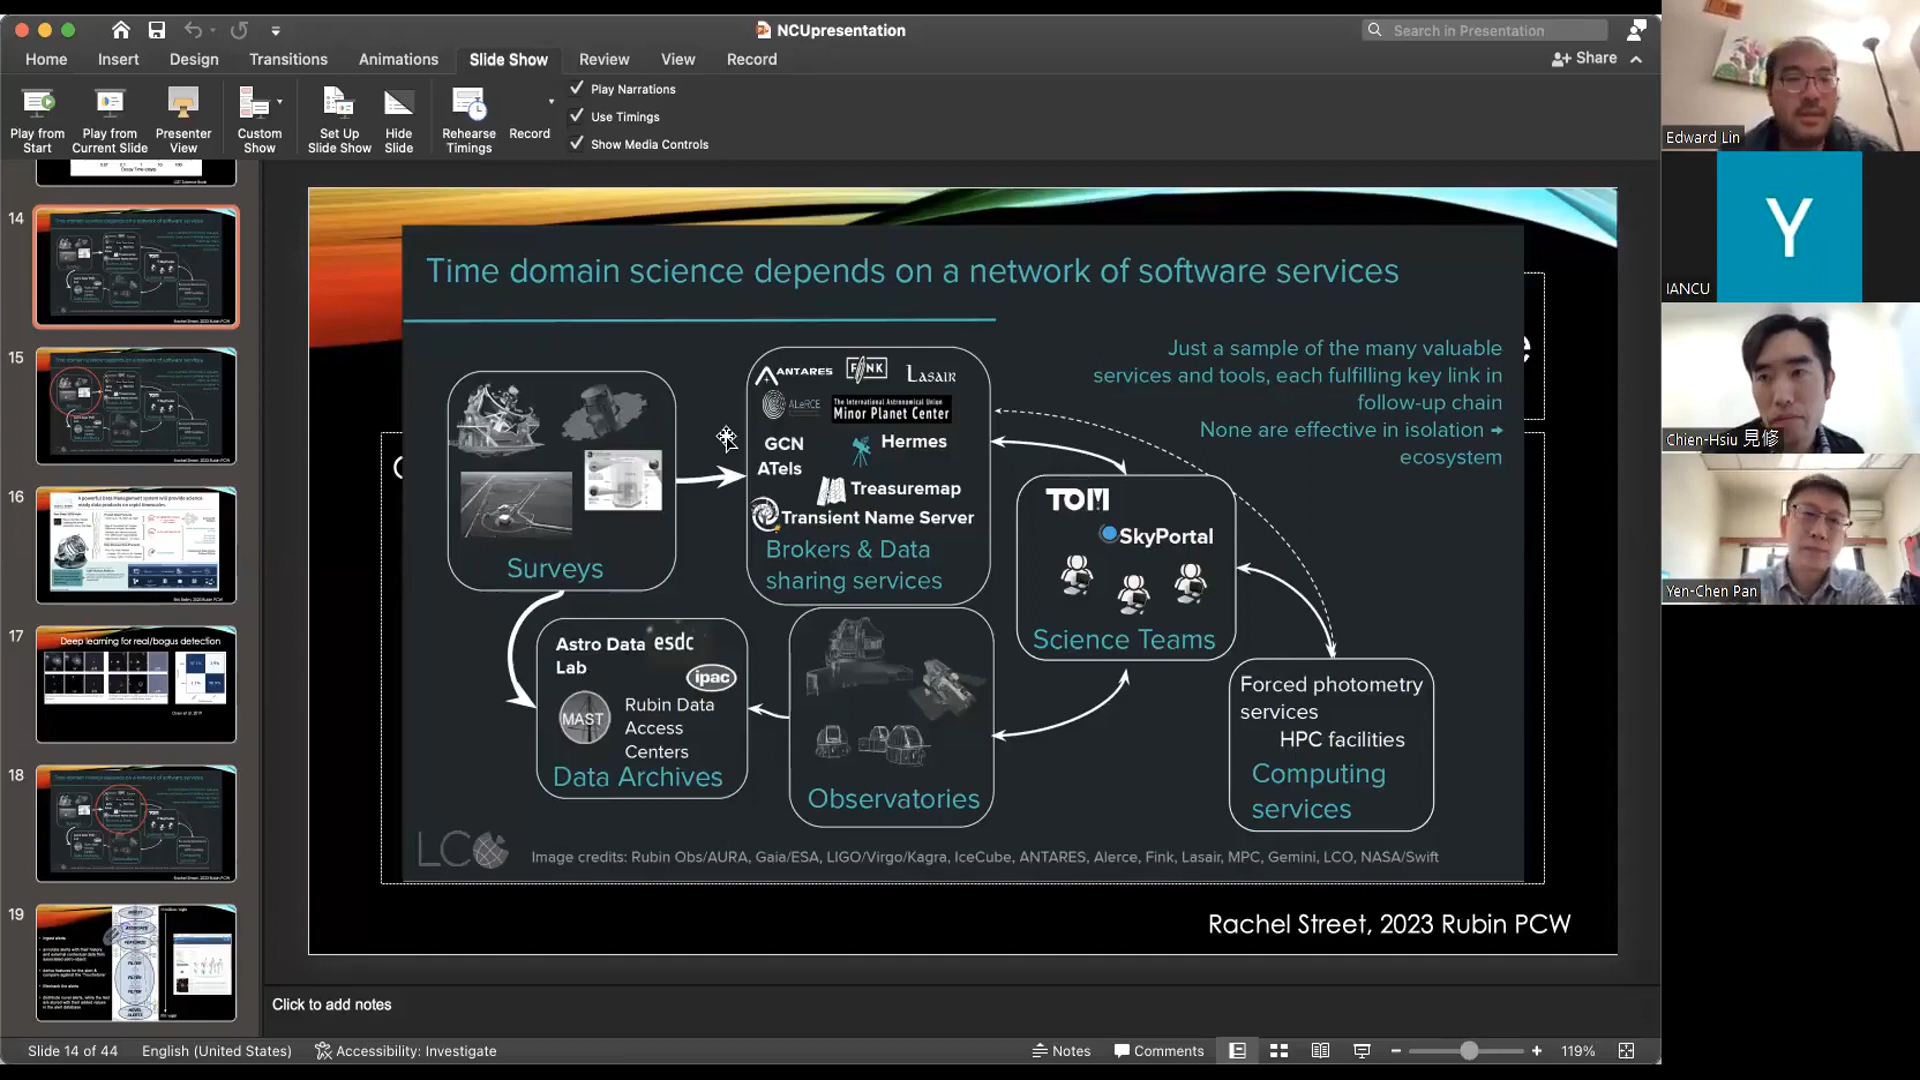 NCUpresentation
Search in Presentation
Home Insert Design Transitions Animations Slide Show Review View Record
Share
Play from Start
Play from Current Slide
Presenter View
Custom Show
Set Up Slide Show
Hide Slide
Rehearse Timings
Record
Play Narrations
Use Timings
Show Media Controls
14
15
16
17
Deep learning for real/bogus detection
18
19
Time domain science depends on a network of software services
Just a sample of the many valuable
services and tools, each fulfilling key link in
follow-up chain
None are effective in isolation →
ecosystem
Surveys
ANTARES FINK LASAIR
ALeRCE
The International Astronomical Union
Minor Planet Center
GCN
Hermes
ATels
Treasuremap
Transient Name Server
Brokers & Data
sharing services
TOM
SkyPortal
Science Teams
Astro Data esdc
Lab
ipac
MAST
Rubin Data
Access
Centers
Data Archives
Observatories
Forced photometry
services
HPC facilities
Computing
services
LCO
Image credits: Rubin Obs/AURA, Gaia/ESA, LIGO/Virgo/Kagra, IceCube, ANTARES, Alerce, Fink, Lasair, MPC, Gemini, LCO, NASA/Swift
Rachel Street, 2023 Rubin PCW
Click to add notes
Slide 14 of 44 English (United States) Accessibility: Investigate
Notes Comments 119%
Edward Lin
Y
IANCU
Chien-Hsiu 見修
Yen-Chen Pan